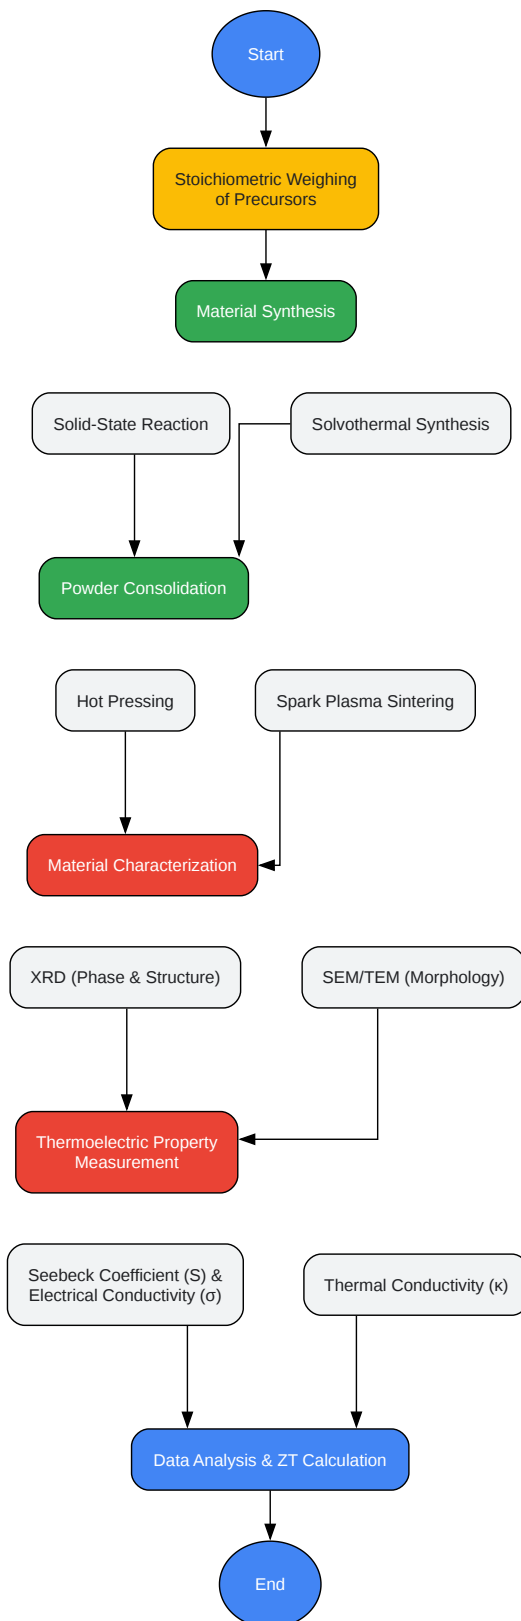 Start
Stoichiometric Weighing
of Precursors
Material Synthesis
Solid-State Reaction
Solvothermal Synthesis
Powder Consolidation
Hot Pressing
Spark Plasma Sintering
Material Characterization
XRD (Phase & Structure)
SEM/TEM (Morphology)
Thermoelectric Property
Measurement
Seebeck Coefficient (S) &
Electrical Conductivity (σ)
Thermal Conductivity (κ)
Data Analysis & ZT Calculation
End